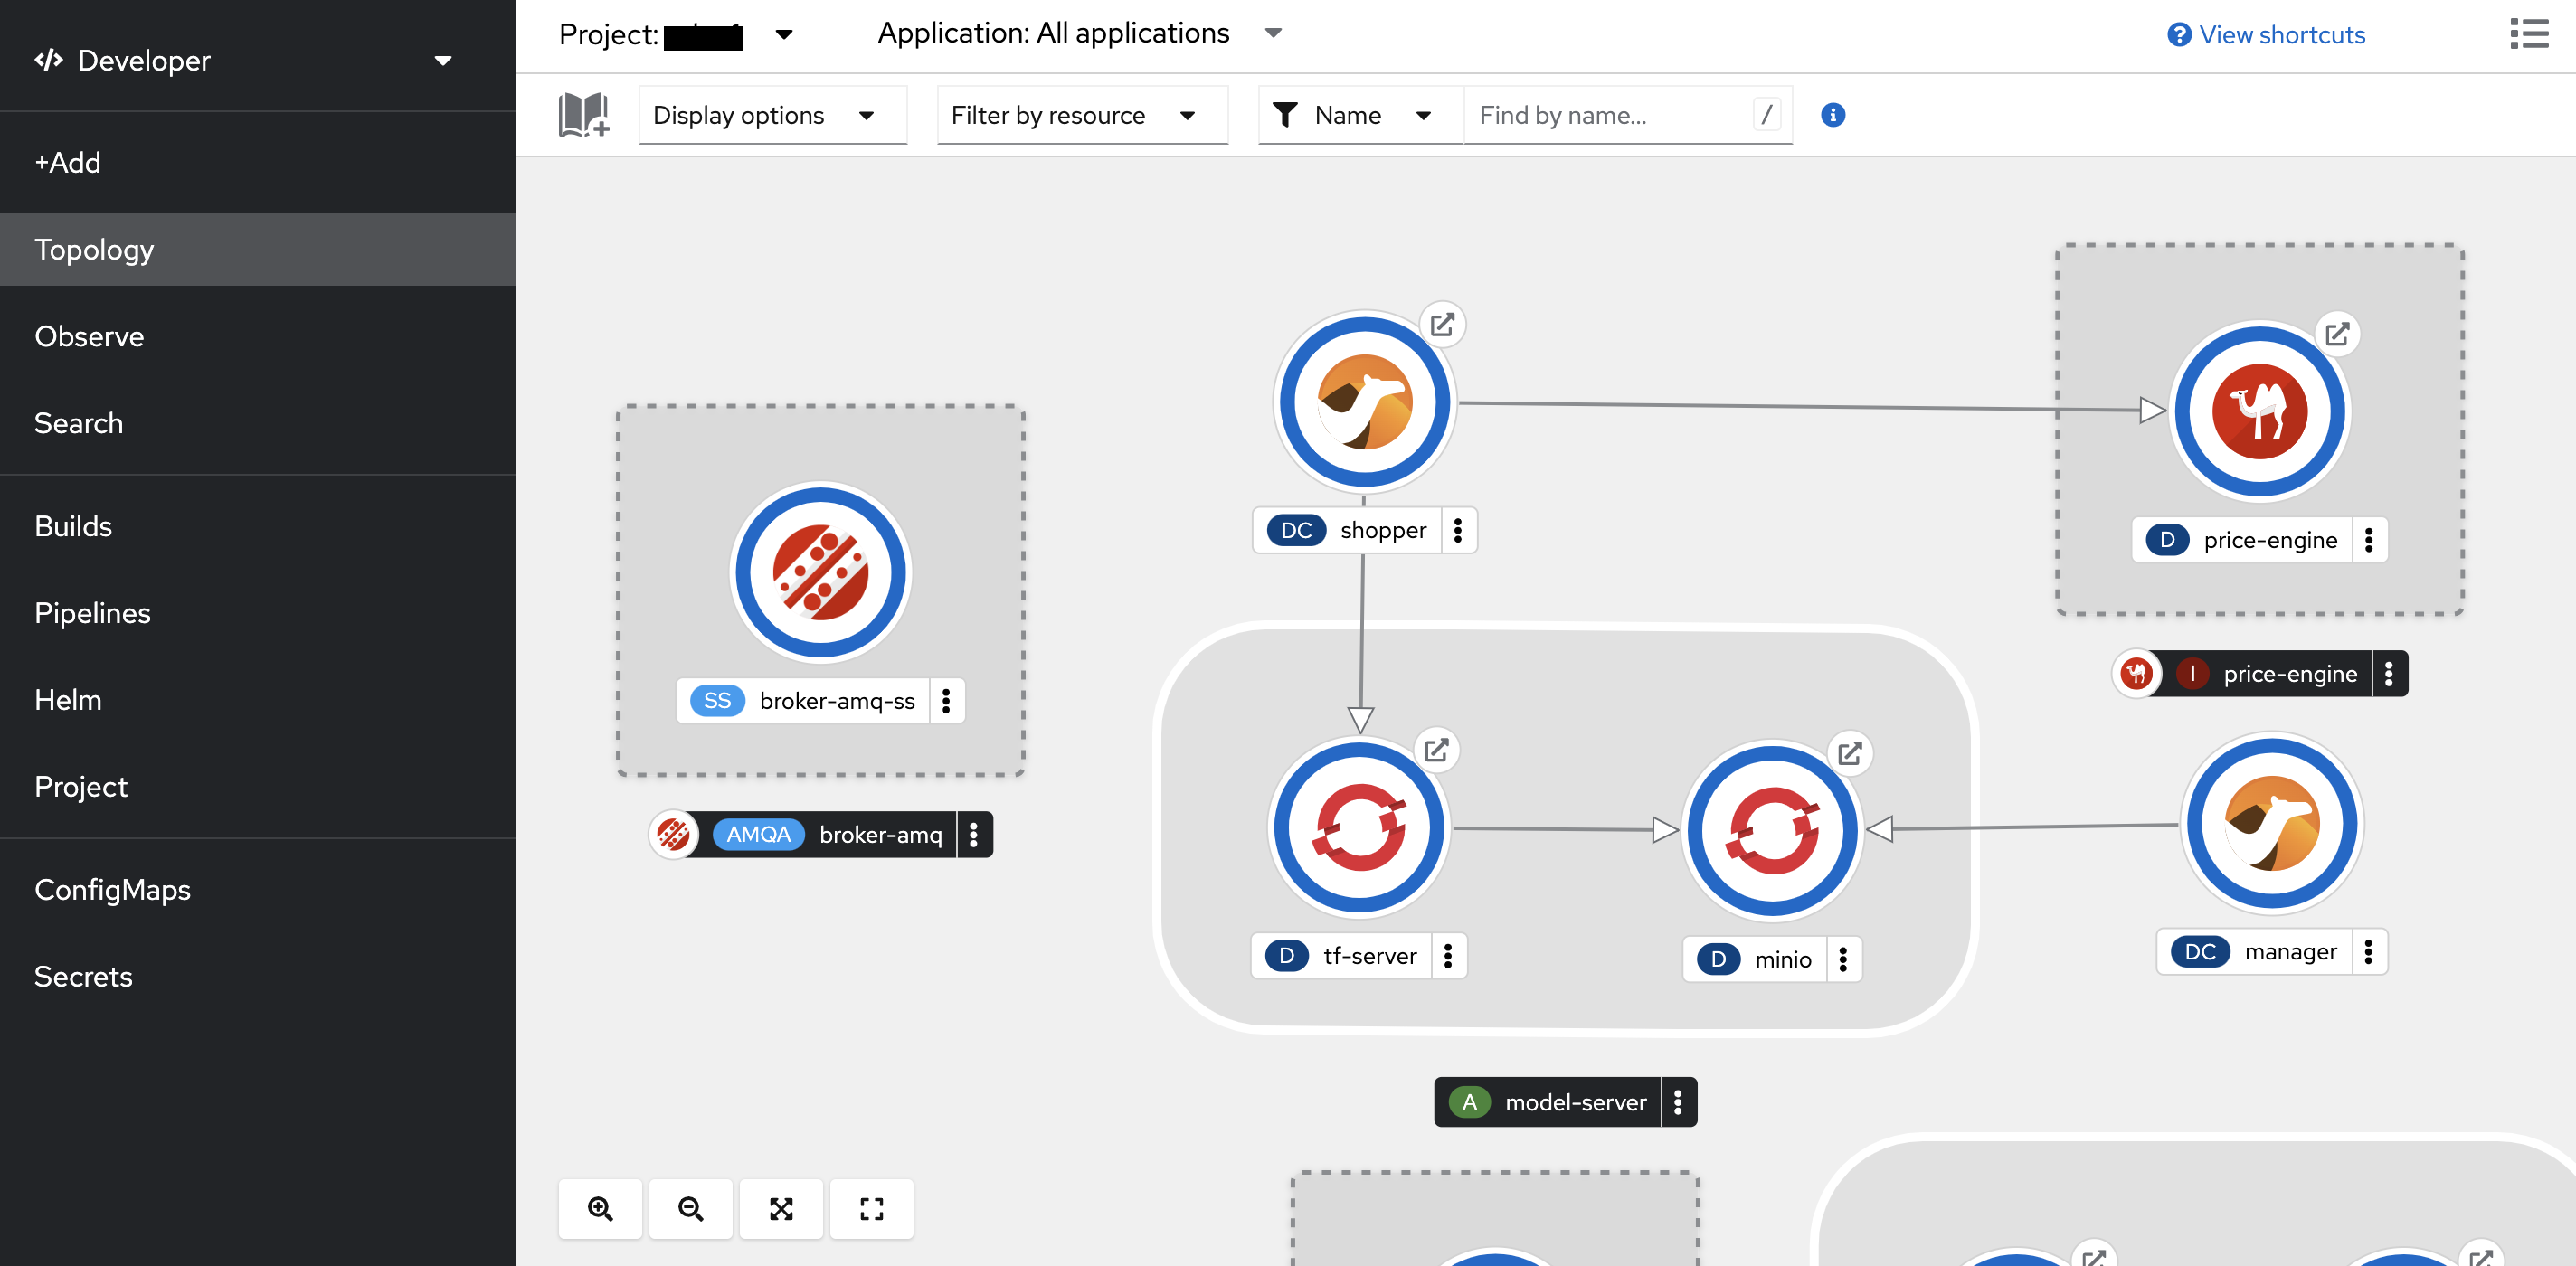 Developer
+Add
Topology
Observe
Search
Builds
Pipelines
Helm
Project
ConfigMaps
Secrets
Project:
Application: All applications
? View shortcuts
Display options
Filter by resource
Name
Find by name...
/
i
DC shopper
D price-engine
SS broker-amq-ss
I price-engine
AMQA broker-amq
D tf-server
D minio
DC manager
A model-server